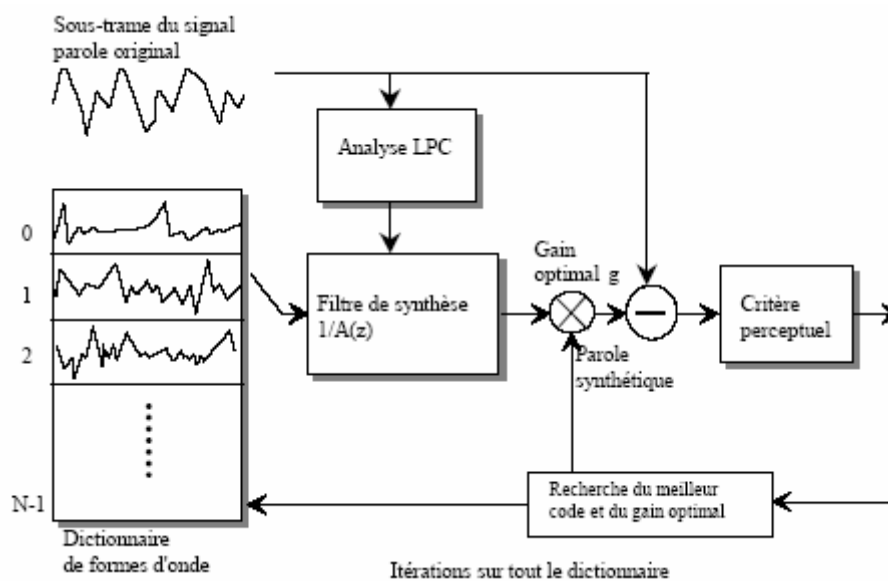 Sous-trame du signal
parole original
Analyse LPC
0
1
2
N-1
Filtre de synthèse
1/A(z)
Gain
optimal g
Parole
synthétique
Critère
perceptuel
Recherche du meilleur
code et du gain optimal
Dictionnaire
de formes d'onde
Itérations sur tout le dictionnaire